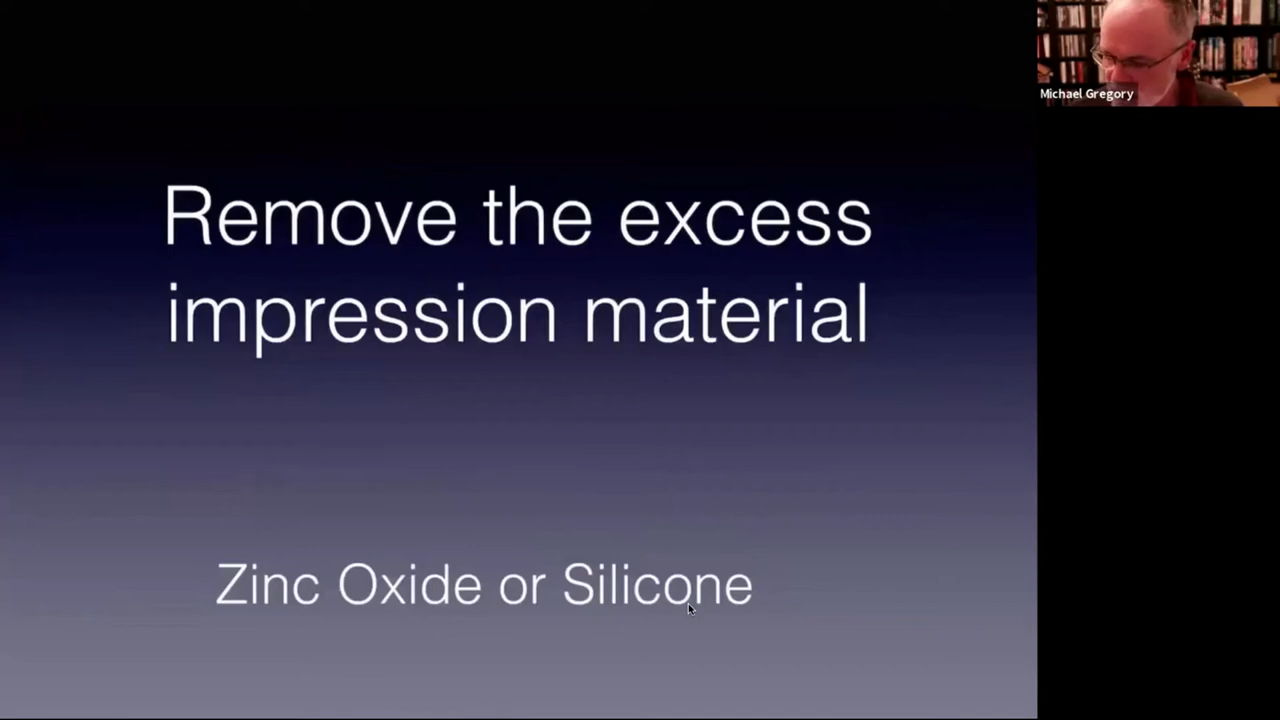 Remove the excess
impression material
Zinc Oxide or Silicone
Michael Gregory